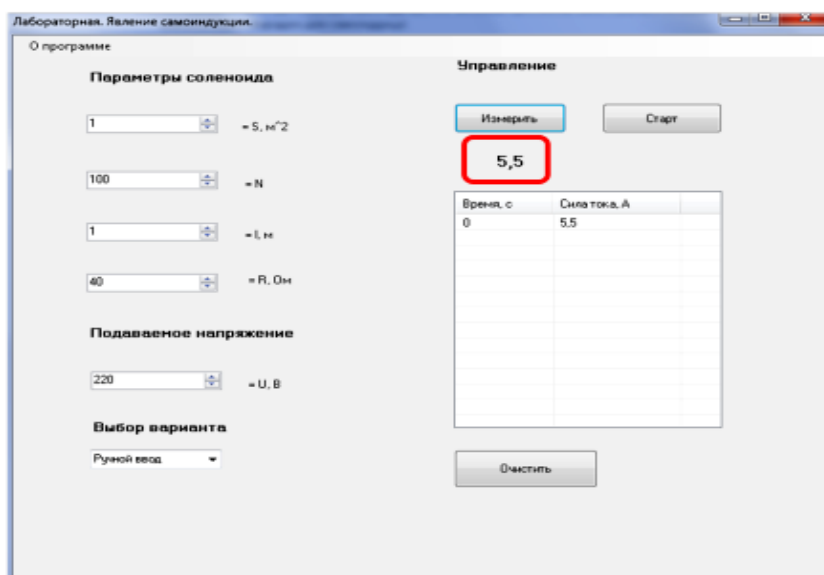 Лабораторная. Явление самоиндукции.
О программе
Параметры соленоида
1 = S, м^2
100 = N
1 = l, м
40 = R, Ом
Подаваемое напряжение
220 = U, В
Выбор варианта
Ручной ввод
Управление
Измерить Старт
5,5
Время, с Сила тока, А
0 5,5
Очистить